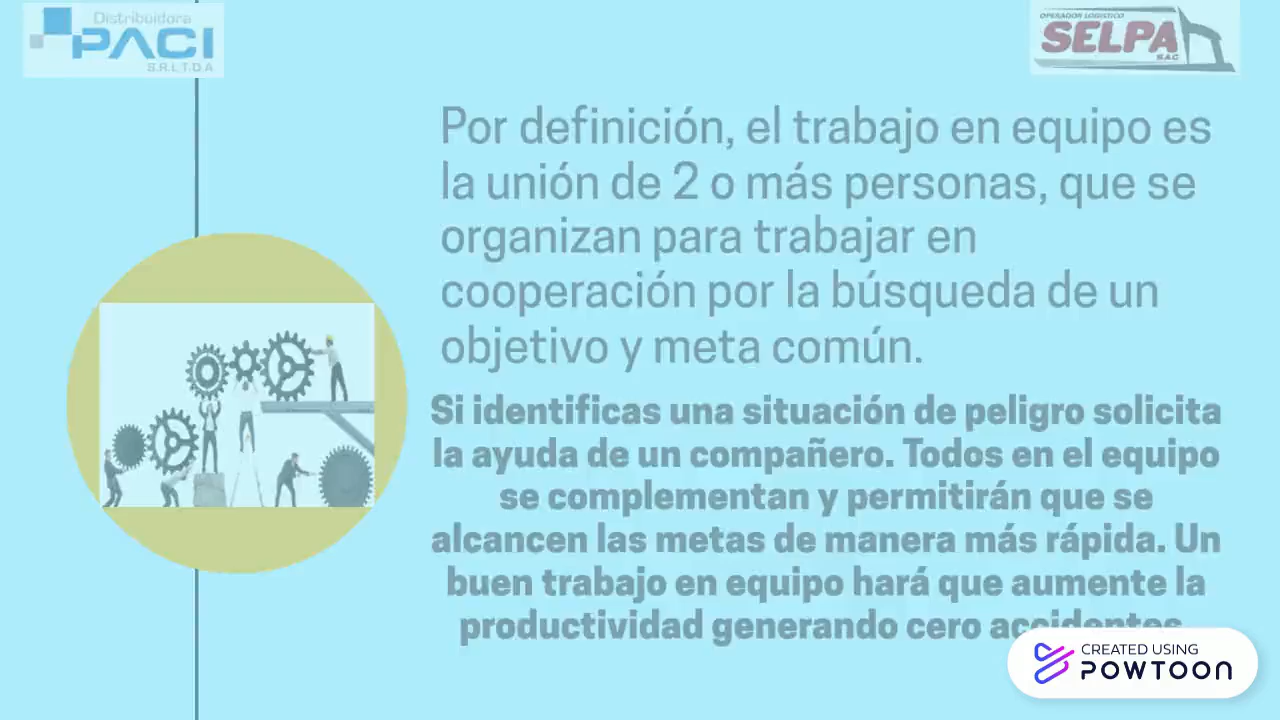 Distribuidora
PACI
S.R.L.T.D.A
OPERADOR LOGISTICO
SELPA
SAC
Por definición, el trabajo en equipo es
la unión de 2 o más personas, que se
organizan para trabajar en
cooperación por la búsqueda de un
objetivo y meta común.
Si identificas una situación de peligro solicita
la ayuda de un compañero. Todos en el equipo
se complementan y permitirán que se
alcancen las metas de manera más rápida. Un
buen trabajo en equipo hará que aumente la
productividad generando cero accidentes
CREATED USING
POWTOON